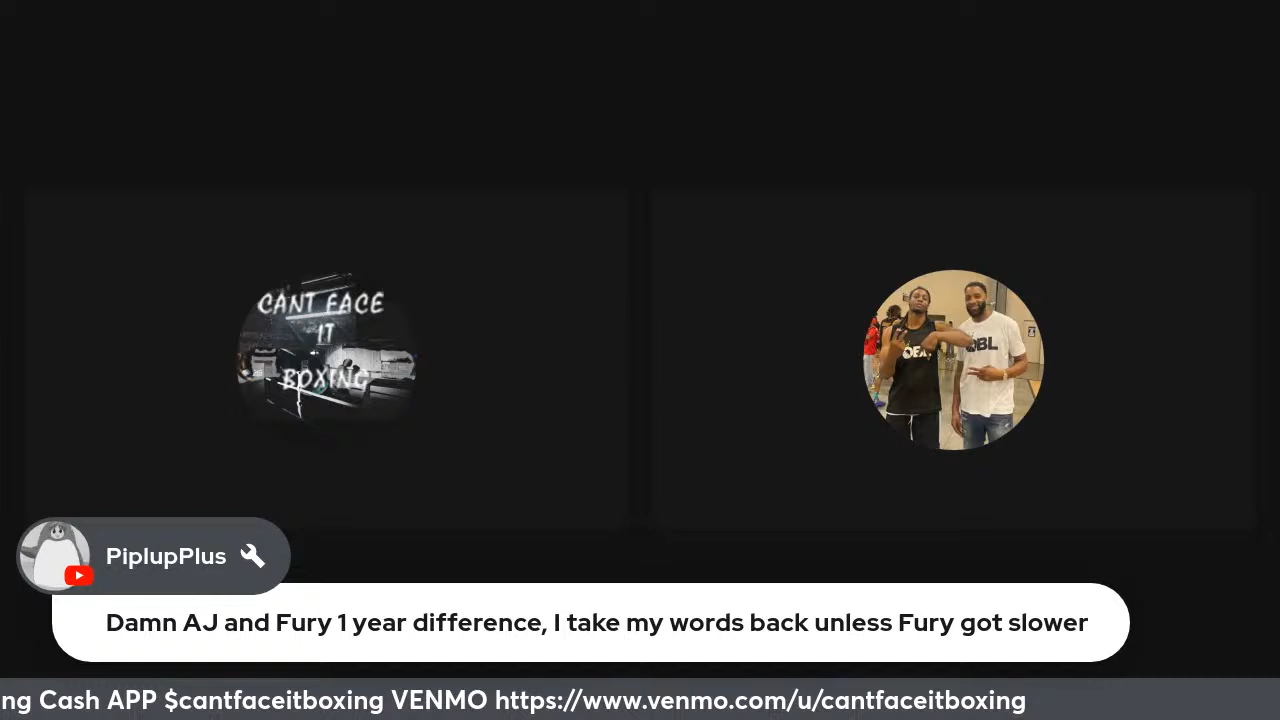 CANT FACE
IT
BOXING
QBL
PiplupPlus
Damn AJ and Fury 1 year difference, I take my words back unless Fury got slower
ng Cash APP $cantfaceitboxing VENMO https://www.venmo.com/u/cantfaceitboxing